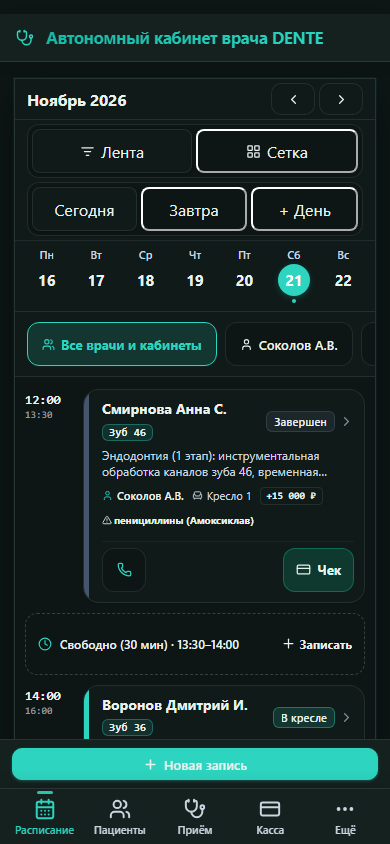 Автономный кабинет врача DENTE
Ноябрь 2026
Лента
Сетка
Сегодня
Завтра
+ День
Пн Вт Ср Чт Пт Сб Вс
16 17 18 19 20 21 22
Все врачи и кабинеты
Соколов А.В.
12:00
13:30
Смирнова Анна С.
Зуб 46
Завершен
Эндодонтия (1 этап): инструментальная
обработка каналов зуба 46, временная...
Соколов А.В. Кресло 1 +15 000 ₽
пенициллины (Амоксиклав)
Чек
Свободно (30 мин) · 13:30–14:00
+ Записать
14:00
16:00
Воронов Дмитрий И.
Зуб 36
В кресле
+ Новая запись
Расписание Пациенты Приём Касса Ещё